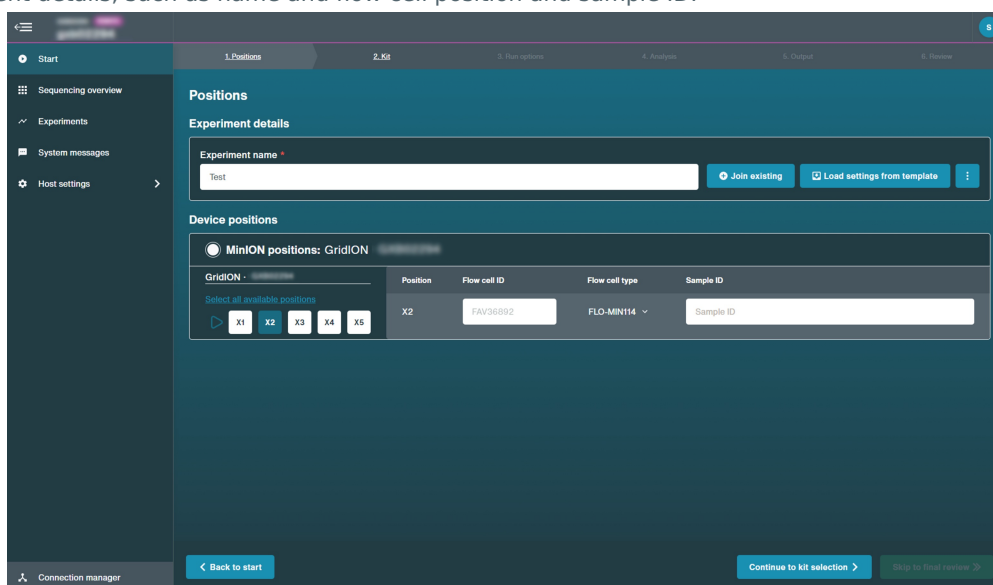 ent details, such as name and flow cell position and sample ID.
S
Start
1. Positions 2. Kit 3. Run options 4. Analysis 5. Output 6. Review
Sequencing overview
Positions
Experiments
Experiment details
System messages
Experiment name *
Host settings
Test
Join existing
Load settings from template
Device positions
MinION positions: GridION
GridION ·
Position Flow cell ID Flow cell type Sample ID
Select all available positions
X1 X2 X3 X4 X5
X2 FAV36892 FLO-MIN114 Sample ID
Back to start
Continue to kit selection
Skip to final review
Connection manager